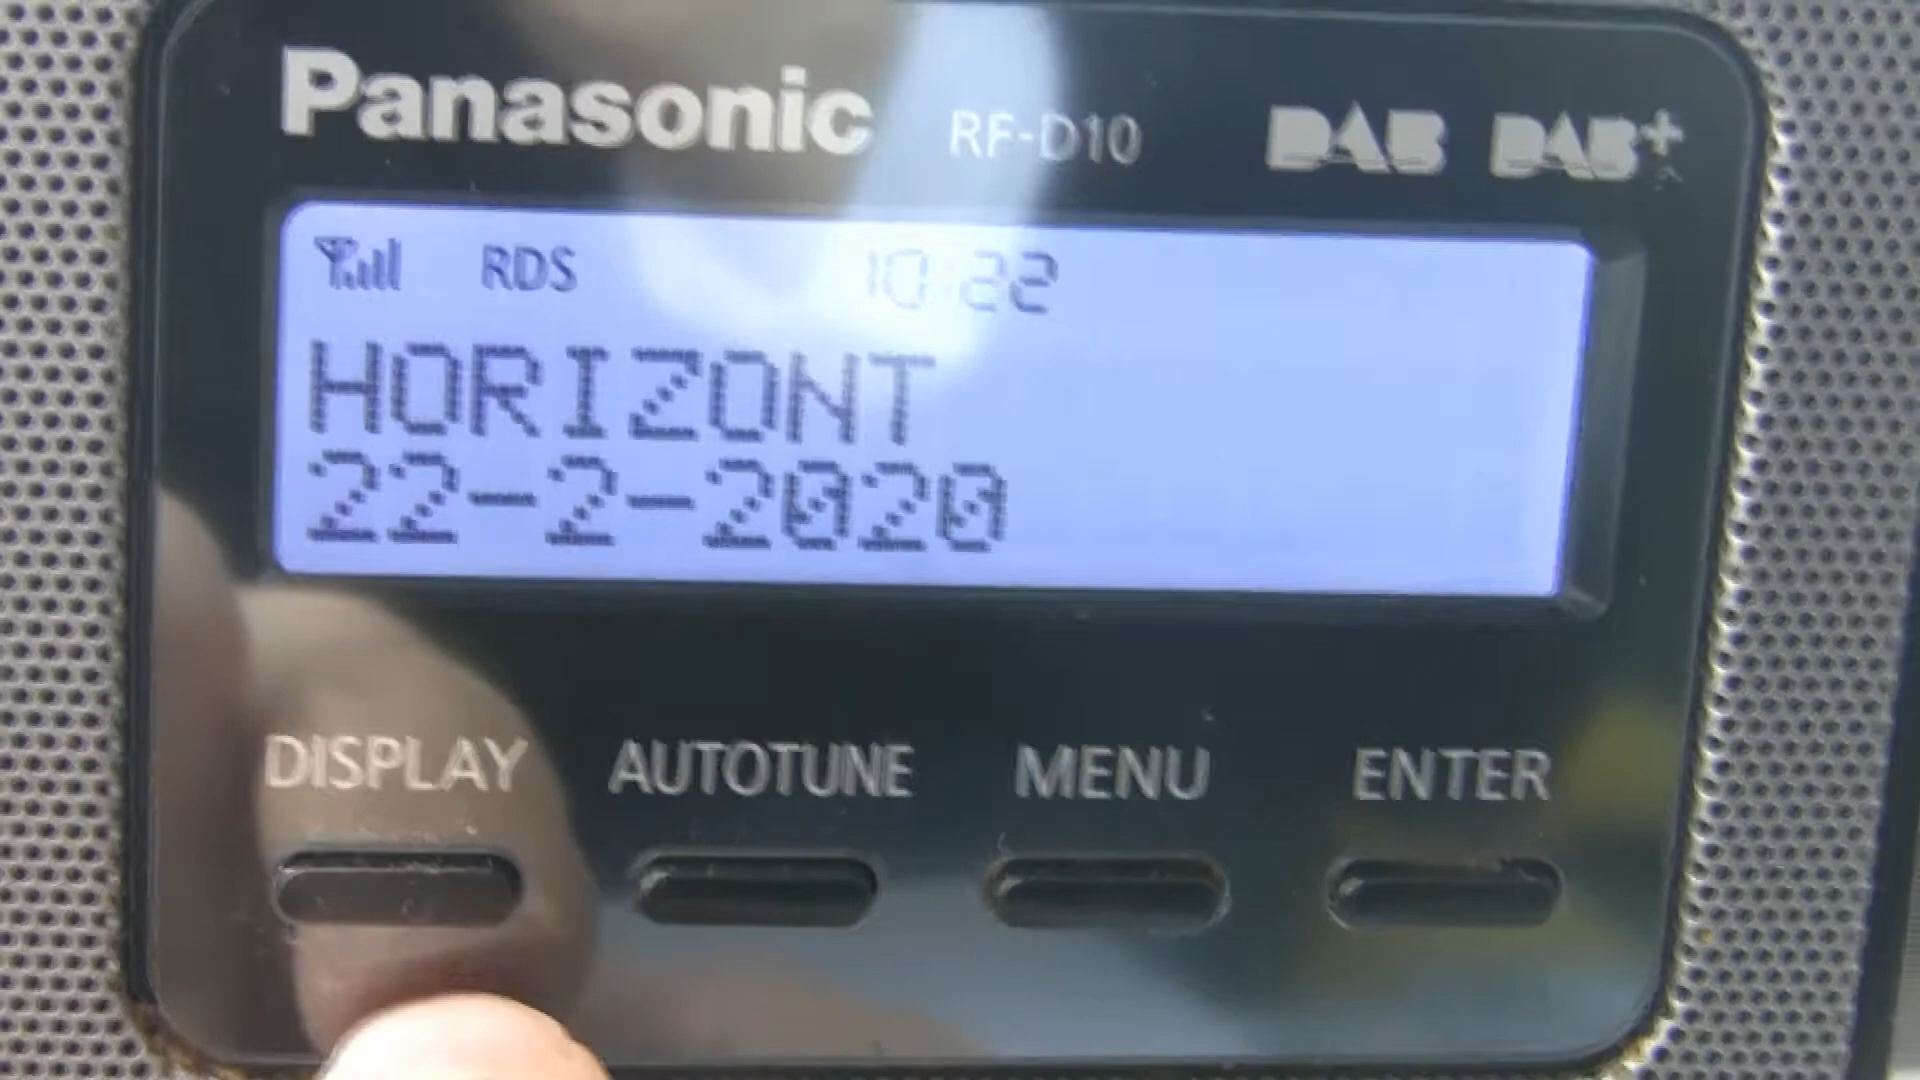 Panasonic RF-D10 DAB DAB+
RDS 10:22
HORIZONT
22-2-2020
DISPLAY AUTOTUNE MENU ENTER